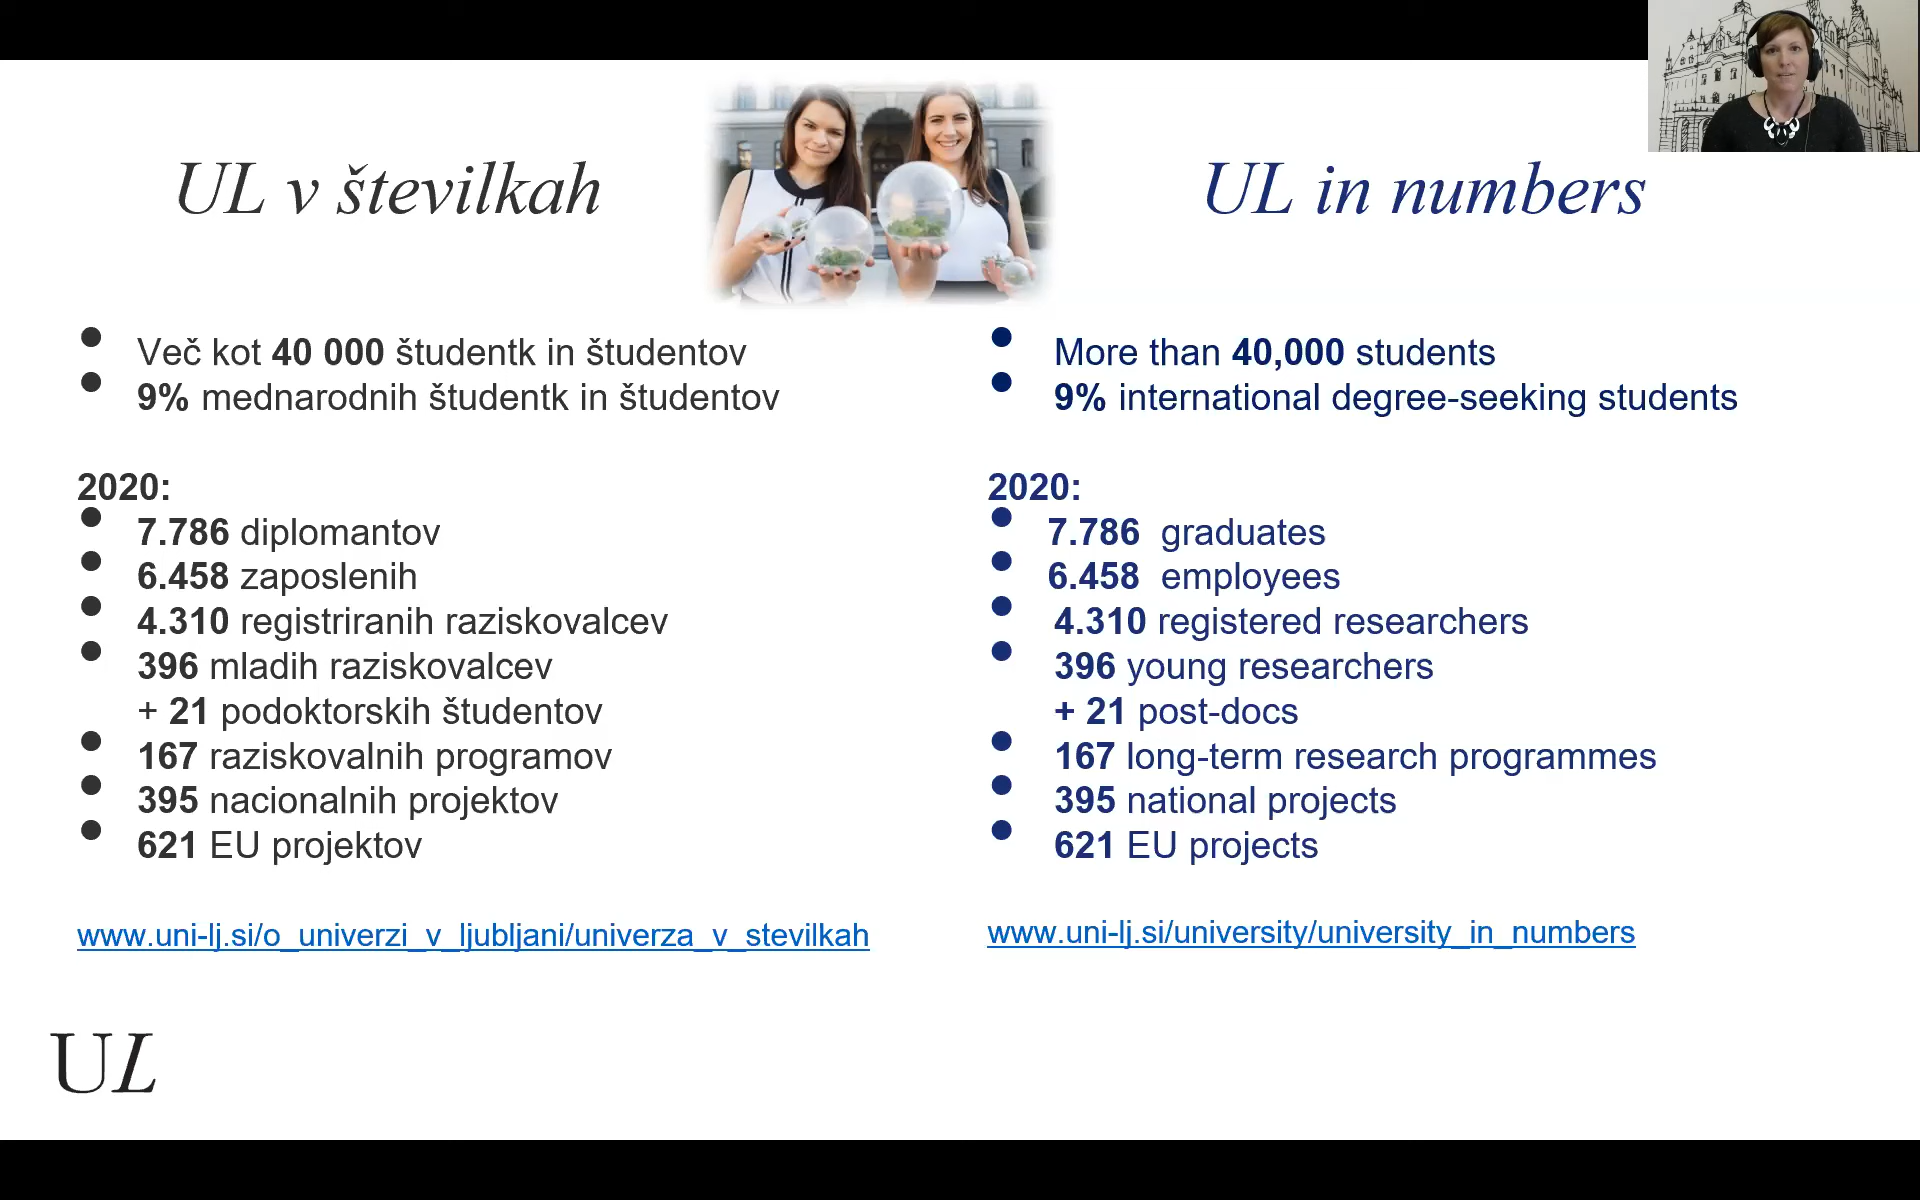 UL v številkah
Več kot 40 000 študentk in študentov
9% mednarodnih študentk in študentov
2020:
7.786 diplomantov
6.458 zaposlenih
4.310 registriranih raziskovalcev
396 mladih raziskovalcev
+ 21 podoktorskih študentov
167 raziskovalnih programov
395 nacionalnih projektov
621 EU projektov
www.uni-lj.si/o_univerzi_v_ljubljani/univerza_v_stevilkah
UL in numbers
More than 40,000 students
9% international degree-seeking students
2020:
7.786 graduates
6.458 employees
4.310 registered researchers
396 young researchers
+ 21 post-docs
167 long-term research programmes
395 national projects
621 EU projects
www.uni-lj.si/university/university_in_numbers
UL